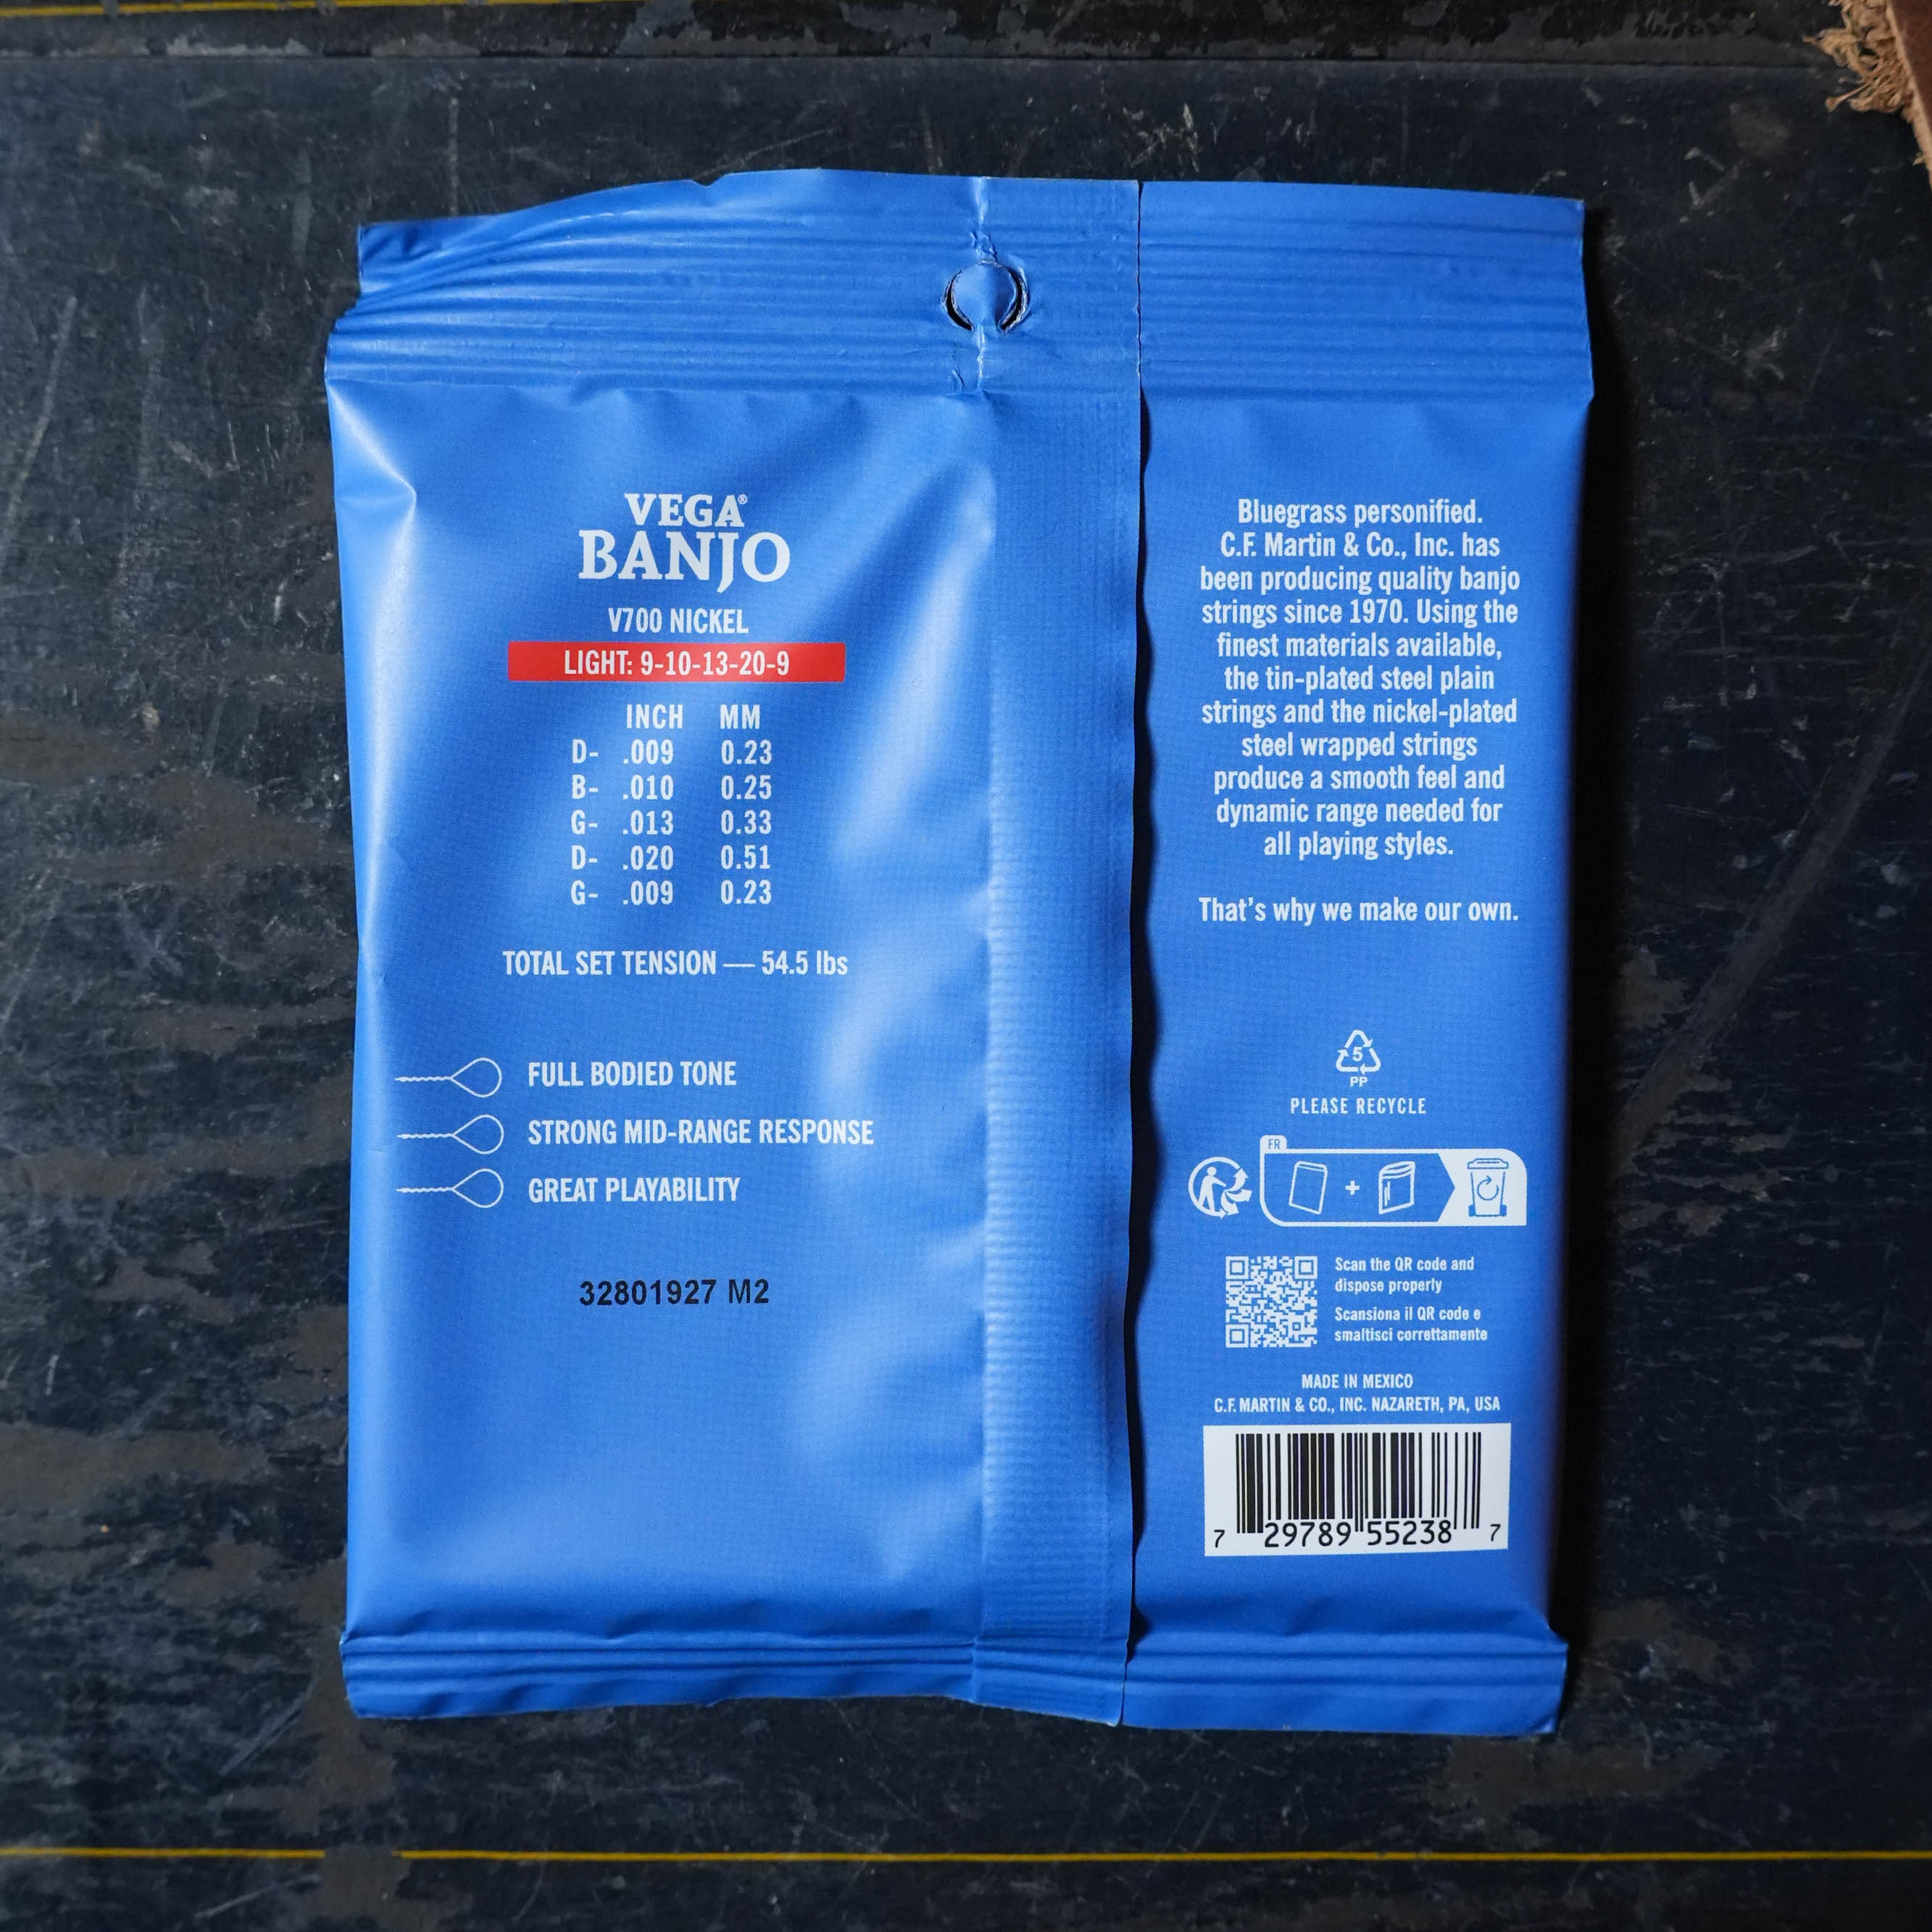 VEGA®
BANJO
V700 NICKEL
LIGHT: 9-10-13-20-9
INCH MM
D- .009 0.23
B- .010 0.25
G- .013 0.33
D- .020 0.51
G- .009 0.23
TOTAL SET TENSION — 54.5 lbs
FULL BODIED TONE
STRONG MID-RANGE RESPONSE
GREAT PLAYABILITY
32801927 M2
Bluegrass personified.
C.F. Martin & Co., Inc. has
been producing quality banjo
strings since 1970. Using the
finest materials available,
the tin-plated steel plain
strings and the nickel-plated
steel wrapped strings
produce a smooth feel and
dynamic range needed for
all playing styles.
That's why we make our own.
5
PP
PLEASE RECYCLE
FR
+
Scan the QR code and
dispose properly
Scansiona il QR code e
smaltisci correttamente
MADE IN MEXICO
C.F. MARTIN & CO., INC. NAZARETH, PA, USA
7 29789 55238 7